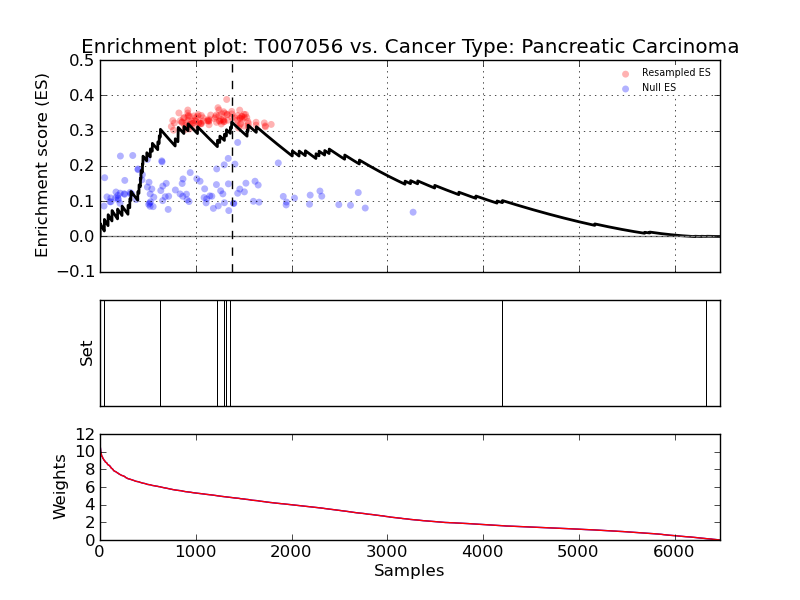 Enrichment plot: T007056 vs. Cancer Type: Pancreatic Carcinoma
0.5
0.4
0.3
0.2
0.1
0.0
−0.1
Enrichment score (ES)
Resampled ES
Null ES
Set
12
10
8
6
4
2
0
Weights
0 1000 2000 3000 4000 5000 6000
Samples